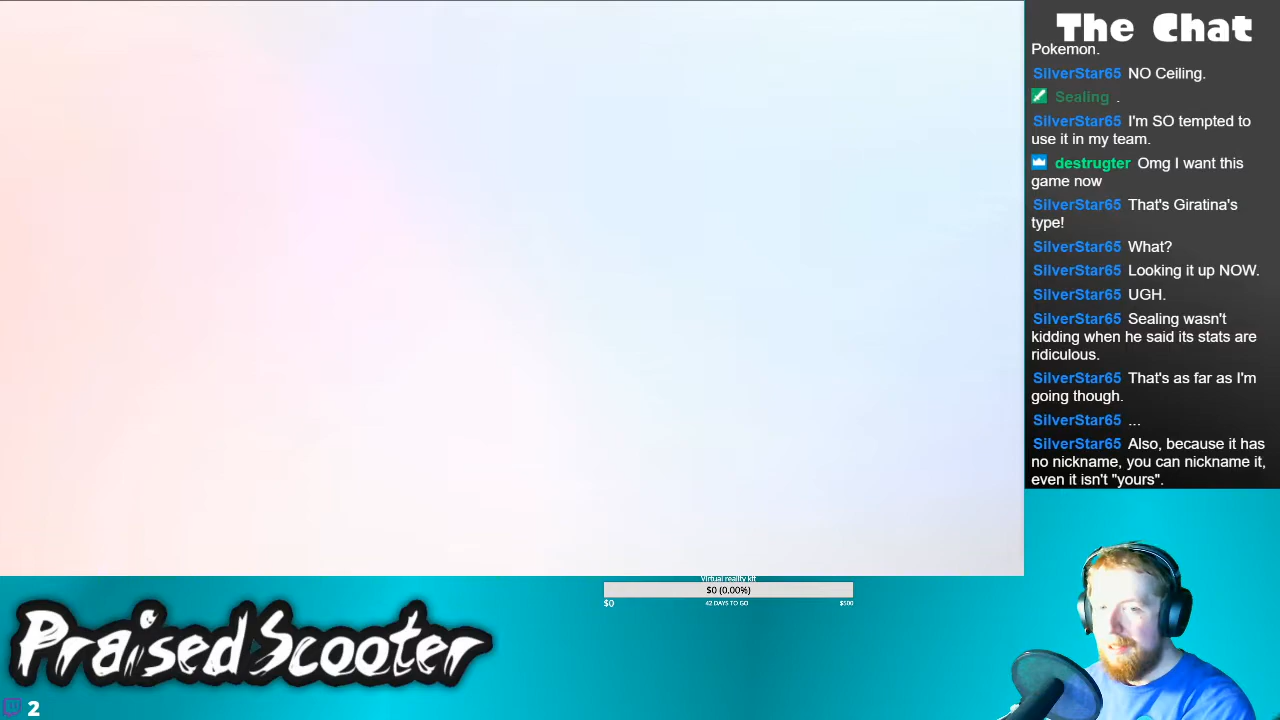 The Chat
Pokemon.
SilverStar65 NO Ceiling.
Sealing .
SilverStar65 I'm SO tempted to
use it in my team.
destrugter Omg I want this
game now
SilverStar65 That's Giratina's
type!
SilverStar65 What?
SilverStar65 Looking it up NOW.
SilverStar65 UGH.
SilverStar65 Sealing wasn't
kidding when he said its stats are
ridiculous.
SilverStar65 That's as far as I'm
going though.
SilverStar65 ...
SilverStar65 Also, because it has
no nickname, you can nickname it,
even it isn't "yours".
Virtual reality kit
$0 (0.00%)
$0 42 DAYS TO GO $500
Praised Scooter
2